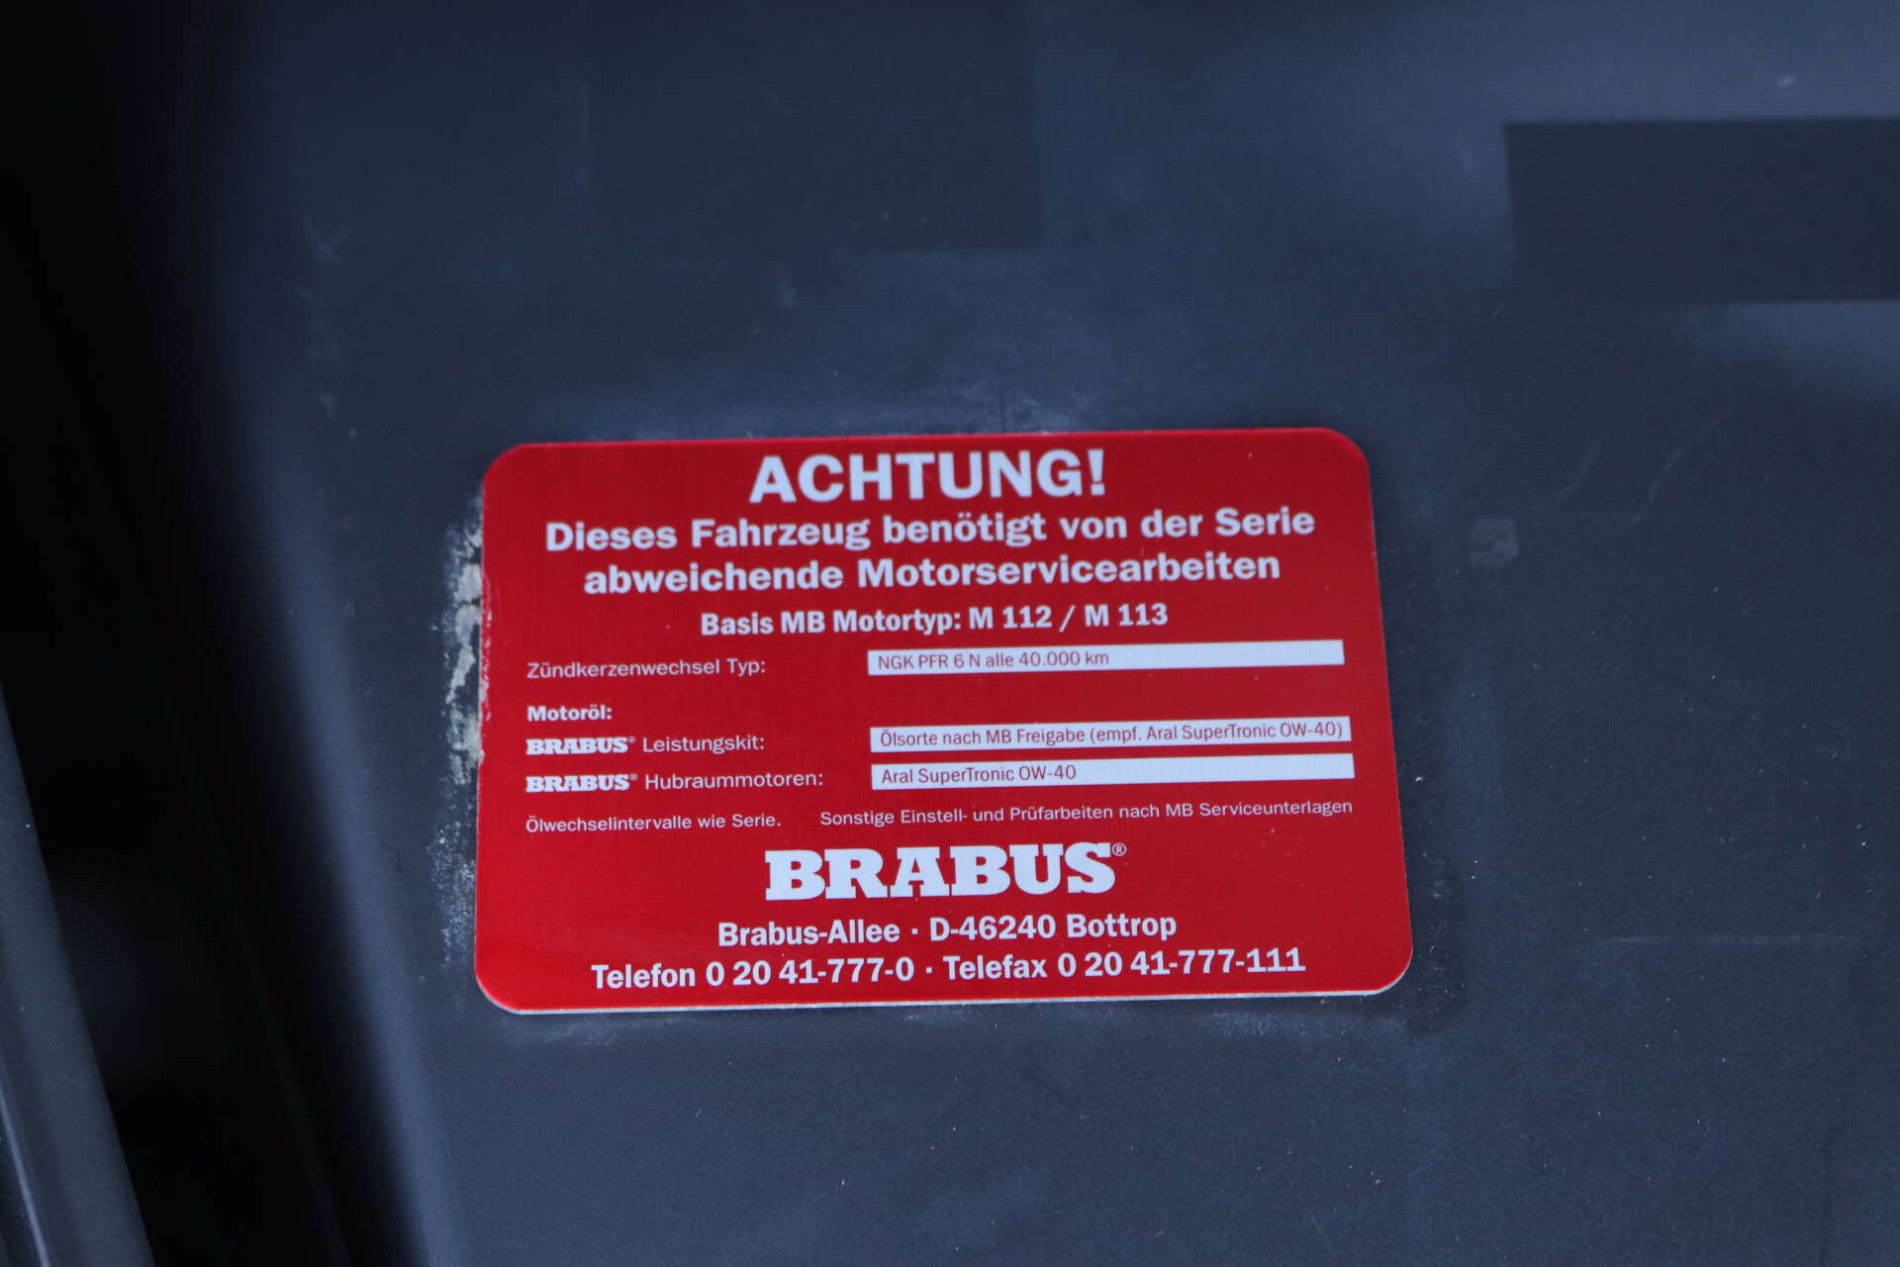 ACHTUNG!
Dieses Fahrzeug benötigt von der Serie
abweichende Motorservicearbeiten
Basis MB Motortyp: M 112 / M 113
Zündkerzenwechsel Typ: NGK PFR 6 N alle 40.000 km
Motoröl:
BRABUS® Leistungskit: Ölsorte nach MB Freigabe (empf. Aral SuperTronic OW-40)
BRABUS® Hubraummotoren: Aral SuperTronic OW-40
Ölwechselintervalle wie Serie. Sonstige Einstell- und Prüfarbeiten nach MB Serviceunterlagen
BRABUS®
Brabus-Allee · D-46240 Bottrop
Telefon 0 20 41-777-0 · Telefax 0 20 41-777-111